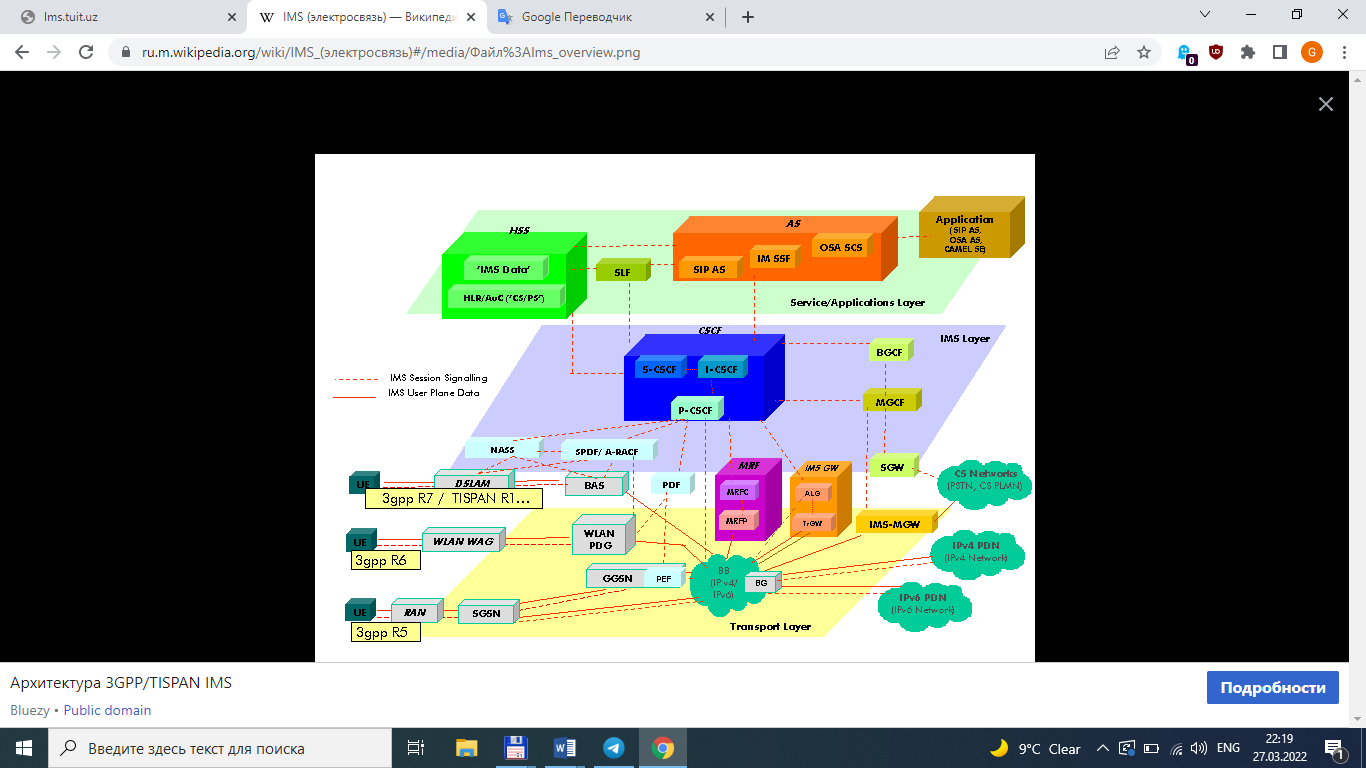 lms.tuit.uz
IMS (электросвязь) — Википеди
Google Переводчик
ru.m.wikipedia.org/wiki/IMS_(электросвязь)#/media/Файл%3AIms_overview.png
0
G
HSS
'IMS Data'
HLR/AuC ('CS/PS')
SLF
AS
SIP AS
IM SSF
OSA SCS
Application
( SIP AS,
OSA AS,
CAMEL SE)
Service/Applications Layer
CSCF
IMS Layer
S-CSCF
I-CSCF
P-CSCF
BGCF
MGCF
SGW
IMS Session Signalling
IMS User Plane Data
NASS
SPDF/ A-RACF
UE
DSLAM
BAS
PDF
3gpp R7 / TISPAN R1...
MRF
MRFC
MRFP
IMS GW
ALG
TrGW
IMS-MGW
CS Networks
(PSTN, CS PLMN)
UE
WLAN WAG
WLAN
PDG
3gpp R6
GGSN
PEF
BB
(IPv4/
IPv6)
BG
IPv4 PDN
(IPv4 Network)
IPv6 PDN
(IPv6 Network)
UE
RAN
SGSN
3gpp R5
Transport Layer
Архитектура 3GPP/TISPAN IMS
Bluezy • Public domain
Подробности
Введите здесь текст для поиска
9°C Clear
ENG
22:19
27.03.2022
1